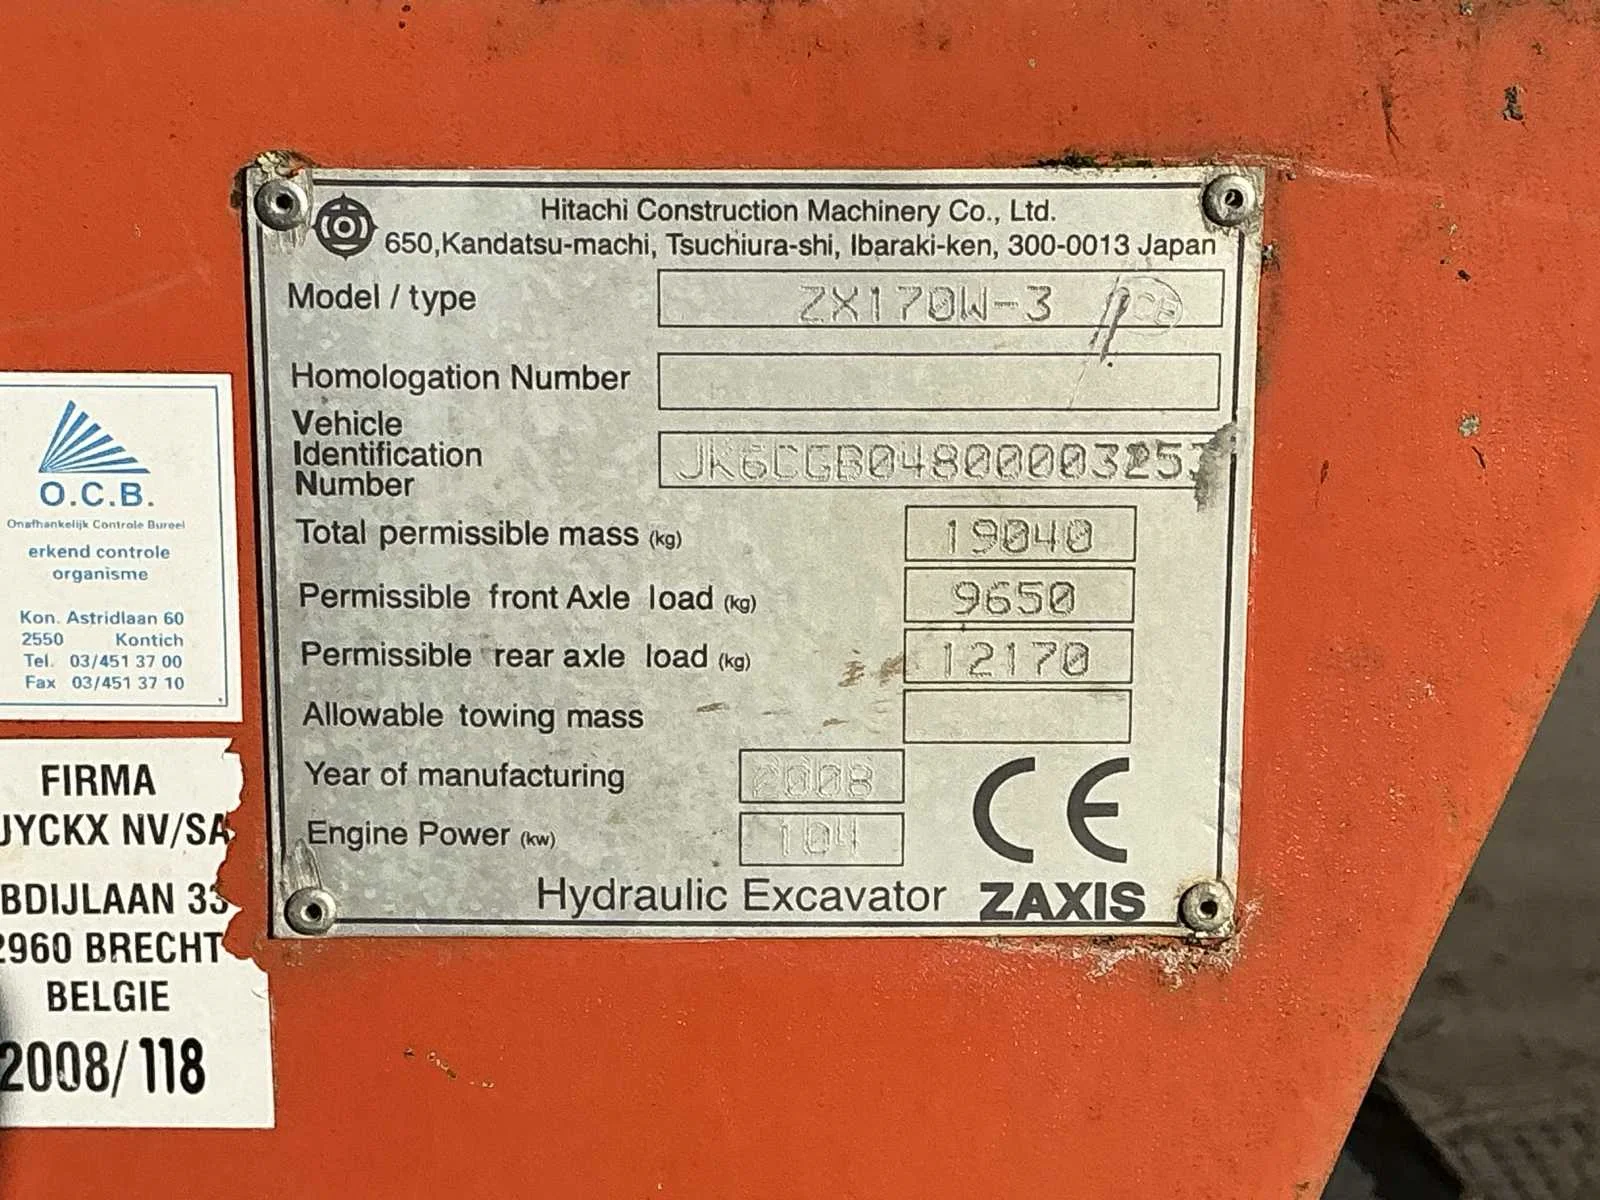 Hitachi Construction Machinery Co., Ltd.
650,Kandatsu-machi, Tsuchiura-shi, Ibaraki-ken, 300-0013 Japan
Model / type ZX170W-3
Homologation Number
Vehicle
Identification
Number
Total permissible mass (kg) 19040
Permissible front Axle load (kg) 9650
Permissible rear axle load (kg) 12170
Allowable towing mass
Year of manufacturing 2008
Engine Power (kw) 104
CE
Hydraulic Excavator ZAXIS
O.C.B.
Onafhankelijk Controle Bureel
erkend controle
organisme
Kon. Astridlaan 60
2550 Kontich
Tel. 03/451 37 00
Fax 03/451 37 10
FIRMA
NV/SA
33
BRECHT
BELGIE
2008/118